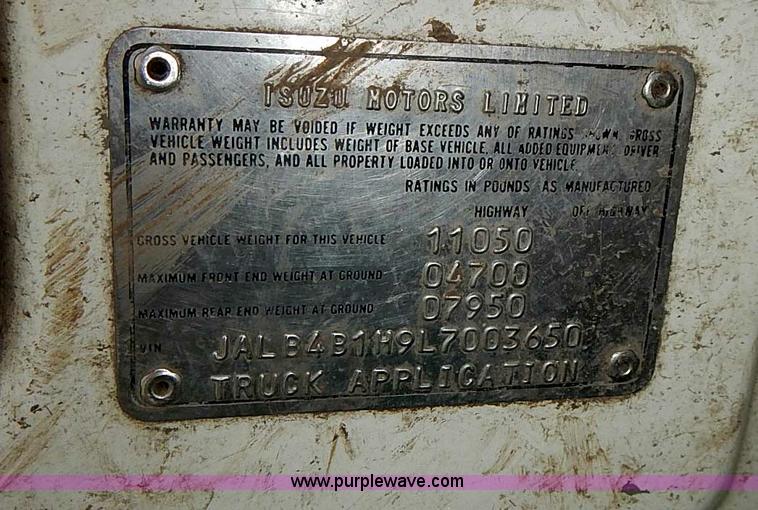 ISUZU MOTORS LIMITED
WARRANTY MAY BE VOIDED IF WEIGHT EXCEEDS ANY OF RATINGS SHOWN. GROSS
VEHICLE WEIGHT INCLUDES WEIGHT OF BASE VEHICLE, ALL ADDED EQUIPMENT, DRIVER
AND PASSENGERS, AND ALL PROPERTY LOADED INTO OR ONTO VEHICLE
RATINGS IN POUNDS AS MANUFACTURED
HIGHWAY OFF HIGHWAY
GROSS VEHICLE WEIGHT FOR THIS VEHICLE 11050
MAXIMUM FRONT END WEIGHT AT GROUND 04700
MAXIMUM REAR END WEIGHT AT GROUND 07950
VIN JALB4B1H9L7003650
TRUCK APPLICATION
www.purplewave.com